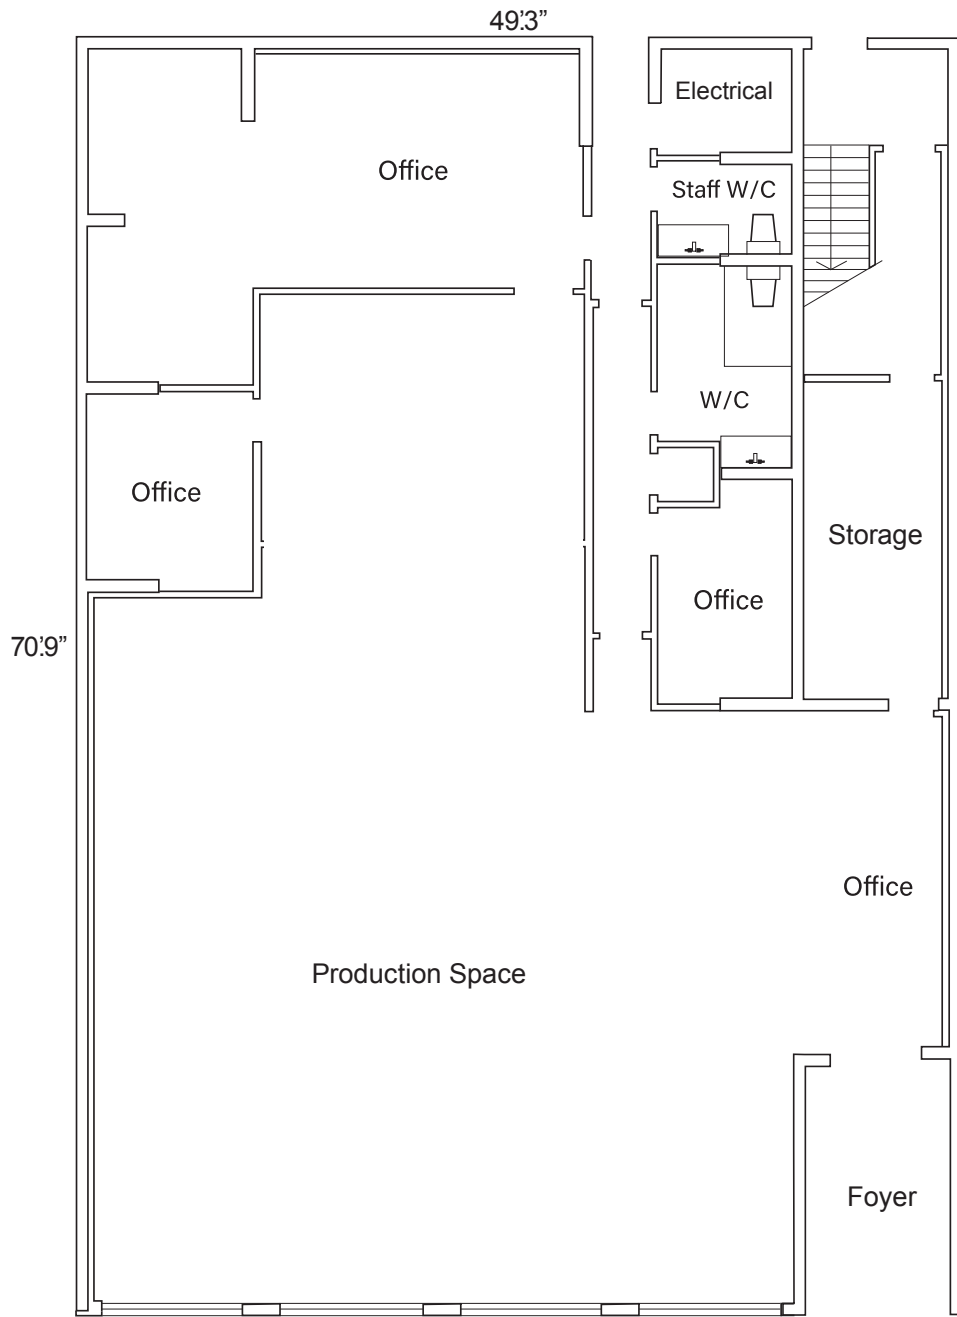 49'3”
Electrical
Office
Staff W/C
W/C
Office
Storage
Office
70'9”
Office
Production Space
Foyer